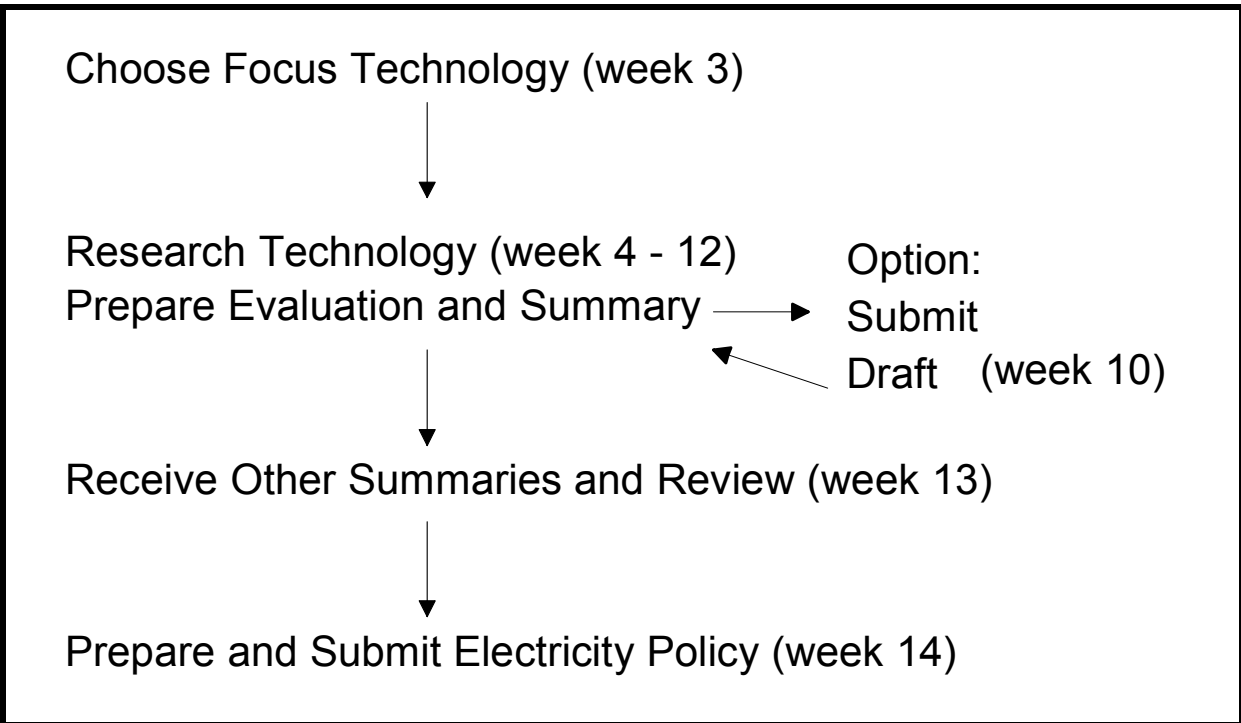 Choose Focus Technology (week 3)
Research Technology (week 4 - 12)
Prepare Evaluation and Summary
Option:
Submit
Draft (week 10)
Receive Other Summaries and Review (week 13)
Prepare and Submit Electricity Policy (week 14)